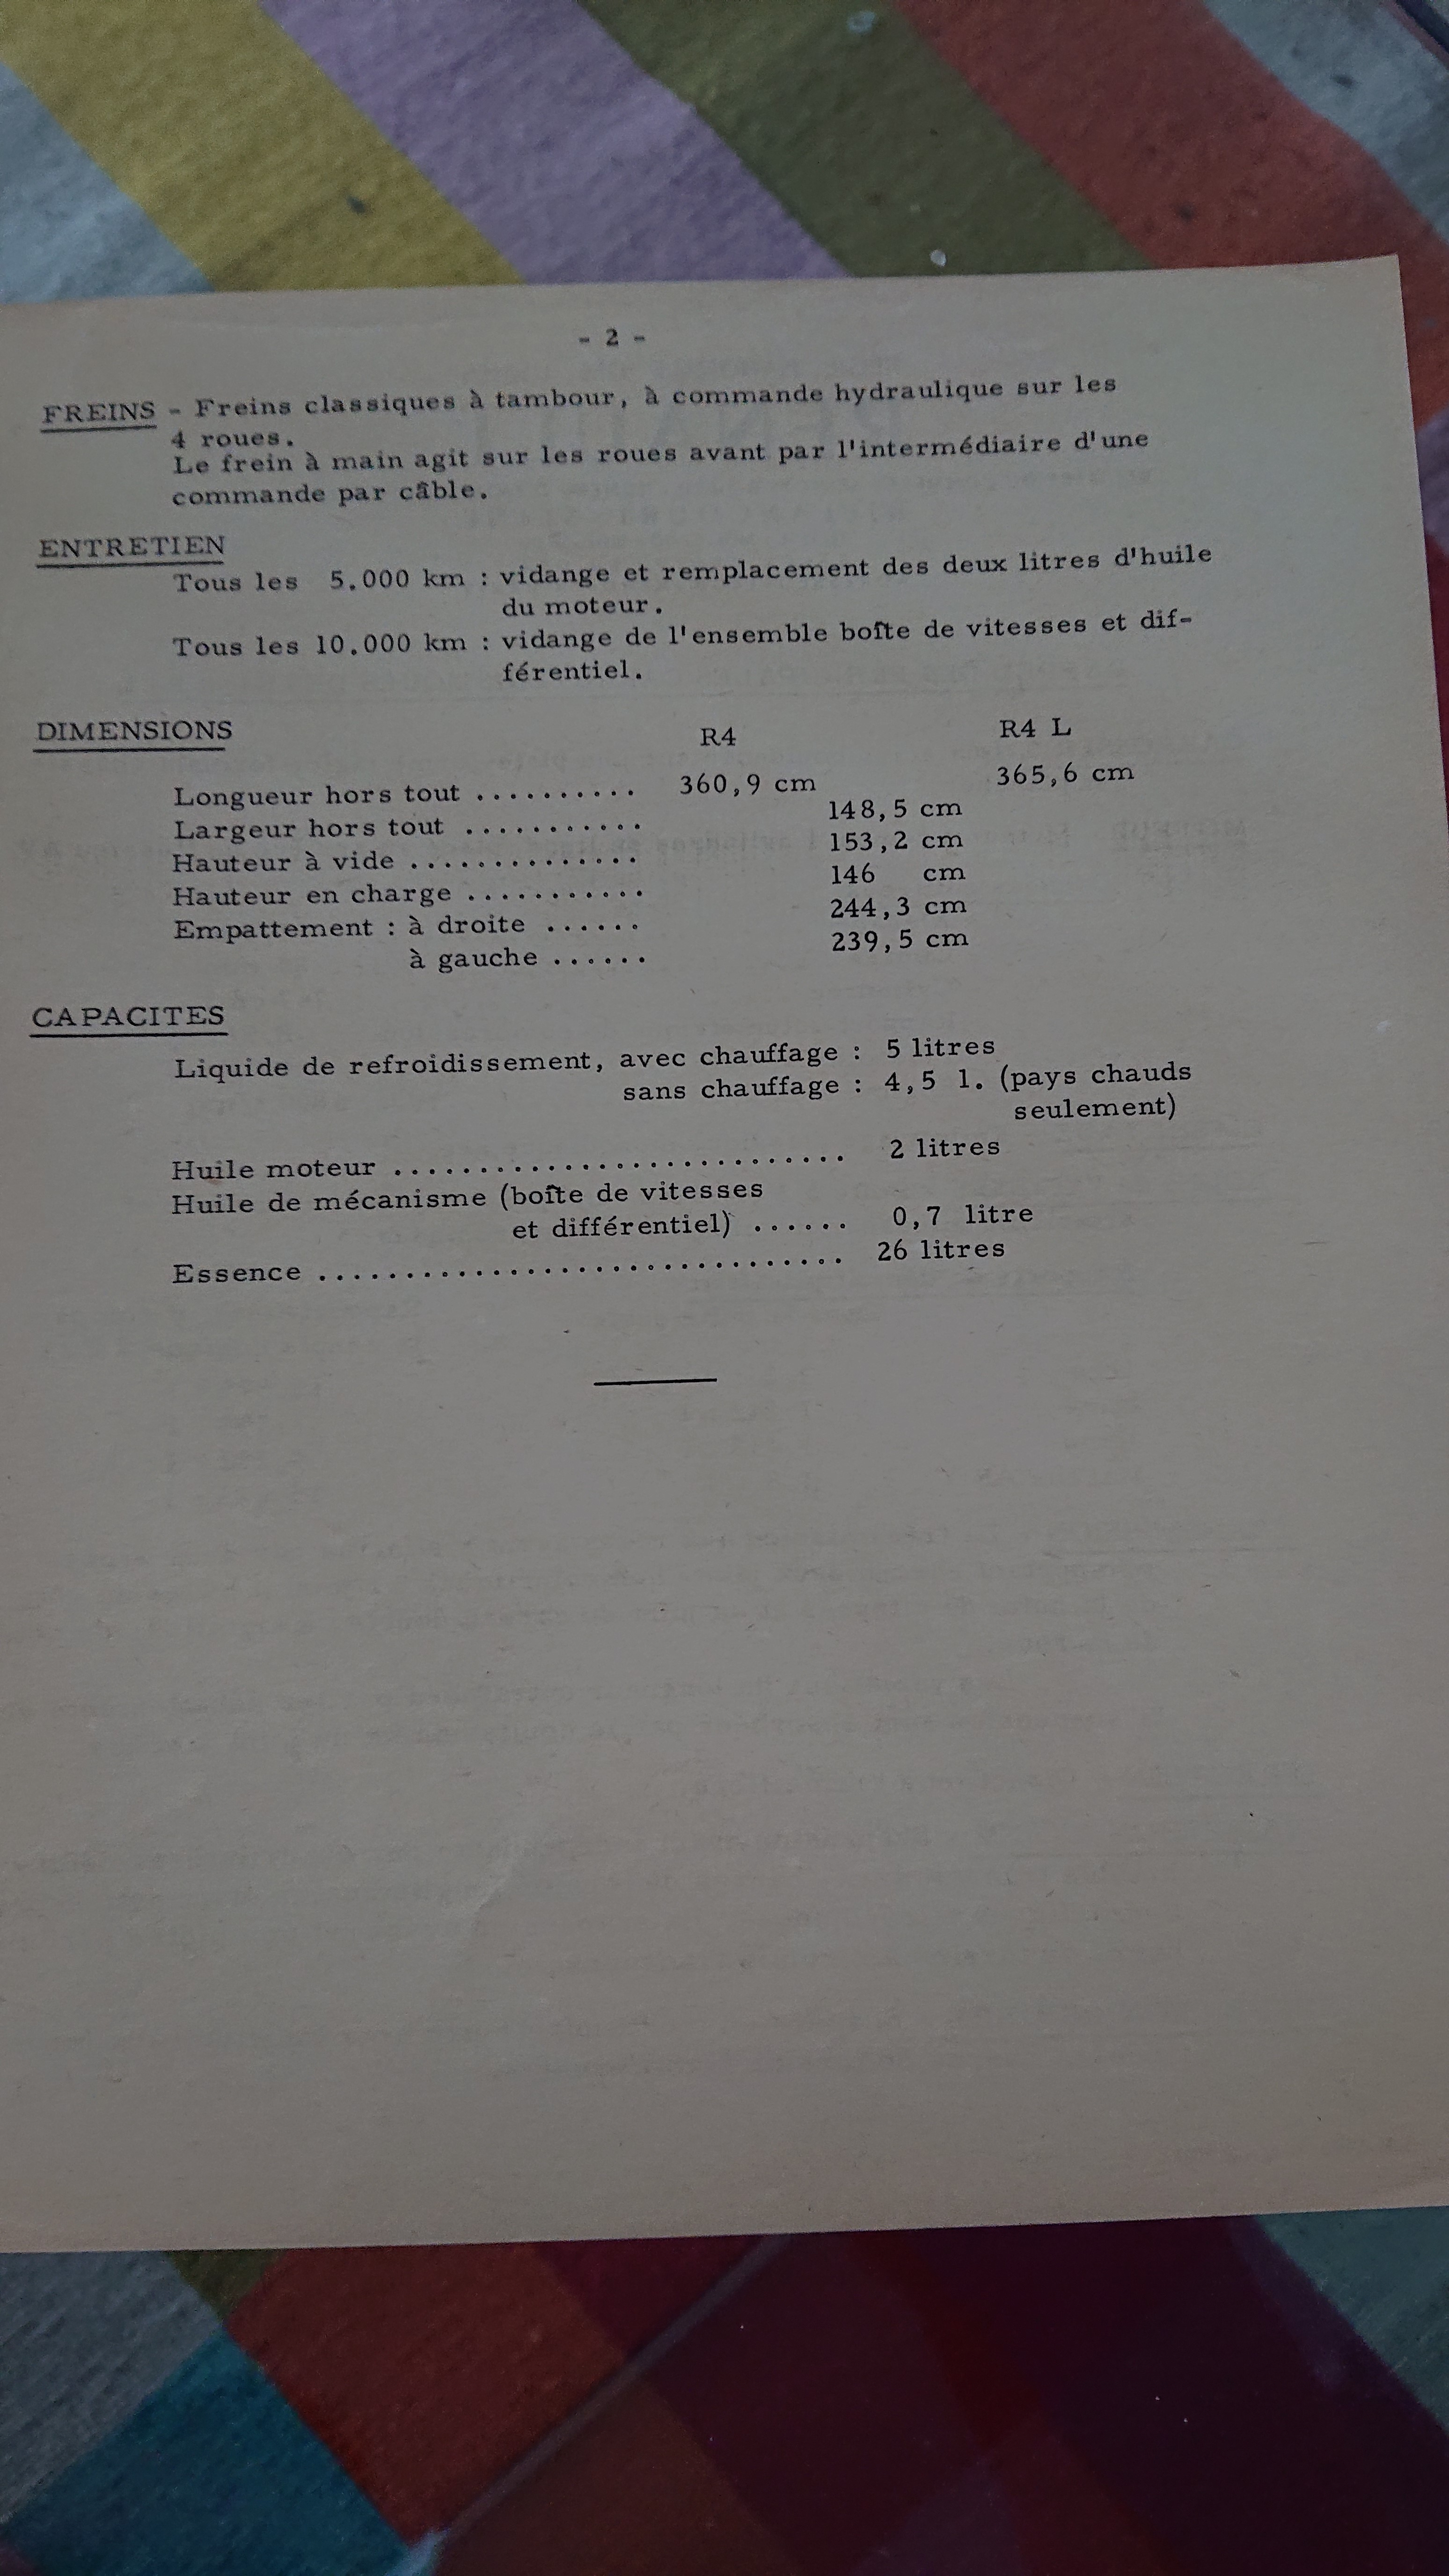 - 2 -
FREINS - Freins classiques à tambour, à commande hydraulique sur les
4 roues.
Le frein à main agit sur les roues avant par l'intermédiaire d'une
commande par câble.
ENTRETIEN
Tous les 5.000 km : vidange et remplacement des deux litres d'huile
du moteur.
Tous les 10.000 km : vidange de l'ensemble boîte de vitesses et dif-
férentiel.
DIMENSIONS R4 R4 L
Longueur hors tout .......... 360,9 cm 365,6 cm
Largeur hors tout ........... 148,5 cm
Hauteur à vide .............. 153,2 cm
Hauteur en charge ........... 146 cm
Empattement : à droite ...... 244,3 cm
à gauche ...... 239,5 cm
CAPACITES
Liquide de refroidissement, avec chauffage : 5 litres
sans chauffage : 4,5 l. (pays chauds
seulement)
Huile moteur ........................... 2 litres
Huile de mécanisme (boîte de vitesses
et différentiel) ...... 0,7 litre
Essence ................................ 26 litres